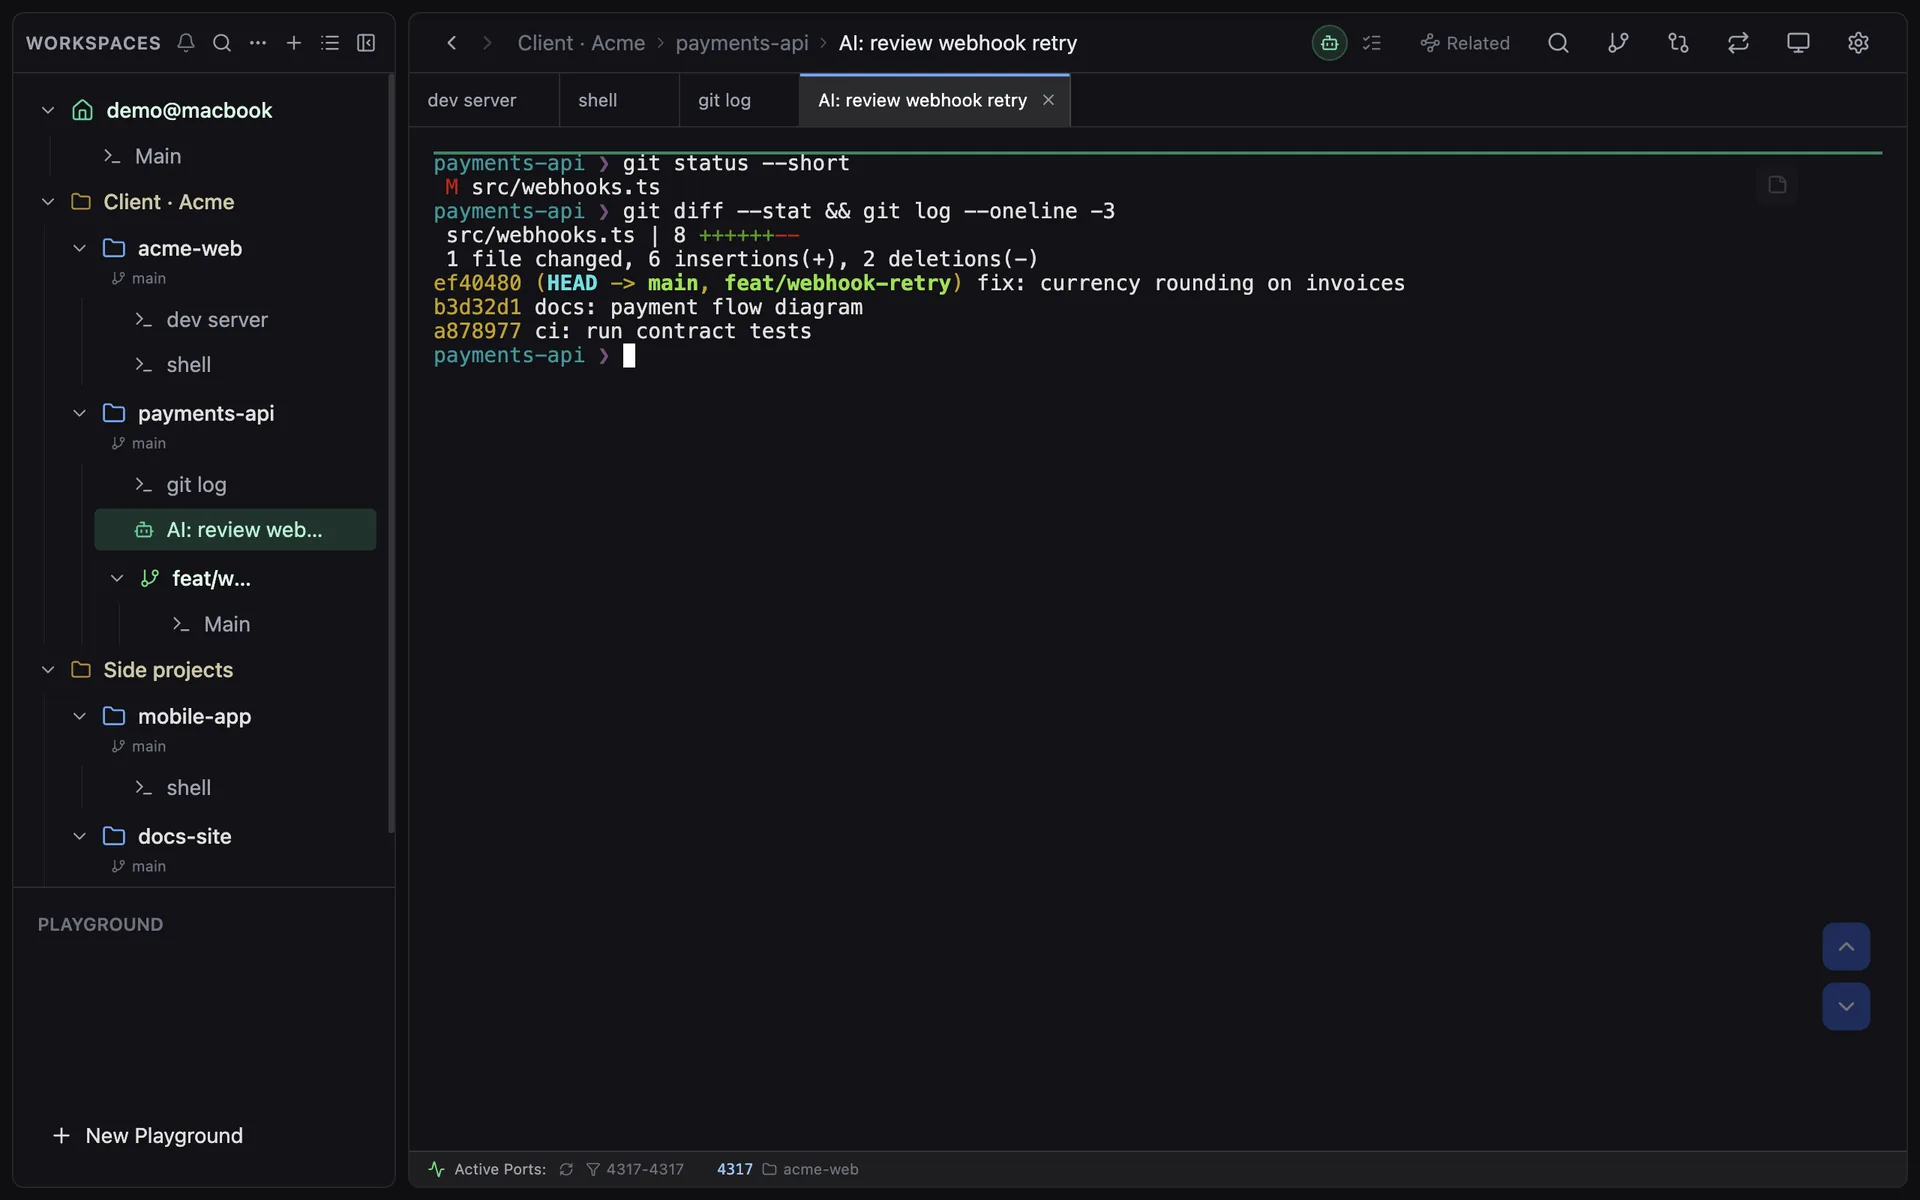 WORKSPACES
demo@macbook
Main
Client · Acme
acme-web
main
dev server
shell
payments-api
main
git log
AI: review web...
feat/w...
Main
Side projects
mobile-app
main
shell
docs-site
main
PLAYGROUND
New Playground
Client · Acme > payments-api > AI: review webhook retry
Related
dev server
shell
git log
AI: review webhook retry
payments-api ❯ git status --short
M src/webhooks.ts
payments-api ❯ git diff --stat && git log --oneline -3
src/webhooks.ts | 8 ++++++--
1 file changed, 6 insertions(+), 2 deletions(-)
ef40480 (HEAD -> main, feat/webhook-retry) fix: currency rounding on invoices
b3d32d1 docs: payment flow diagram
a878977 ci: run contract tests
payments-api ❯
Active Ports: 4317-4317 4317 acme-web